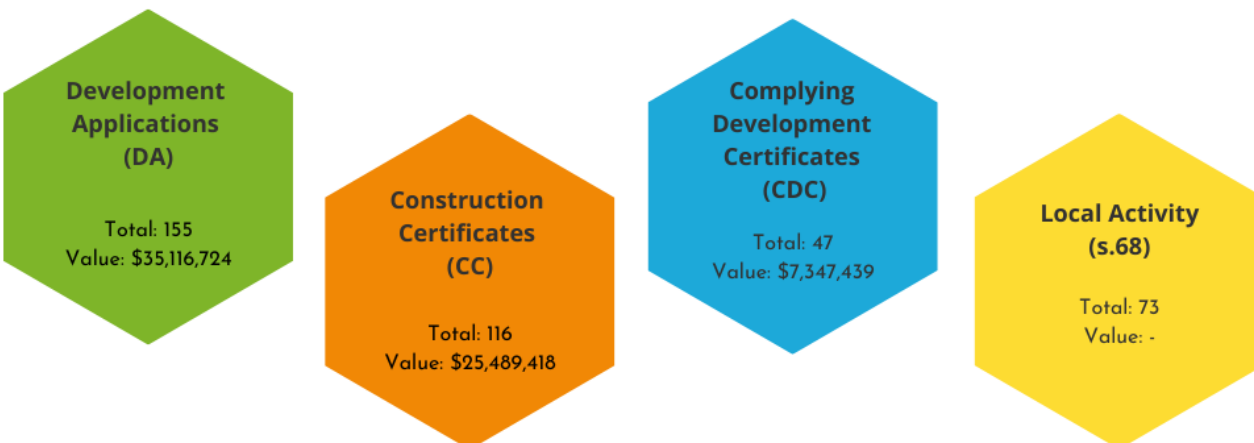 Development
Applications
(DA)
Total: 155
Value: $35,116,724
Construction
Certificates
(CC)
Total: 116
Value: $25,489,418
Complying
Development
Certificates
(CDC)
Total: 47
Value: $7,347,439
Local Activity
(s.68)
Total: 73
Value: -